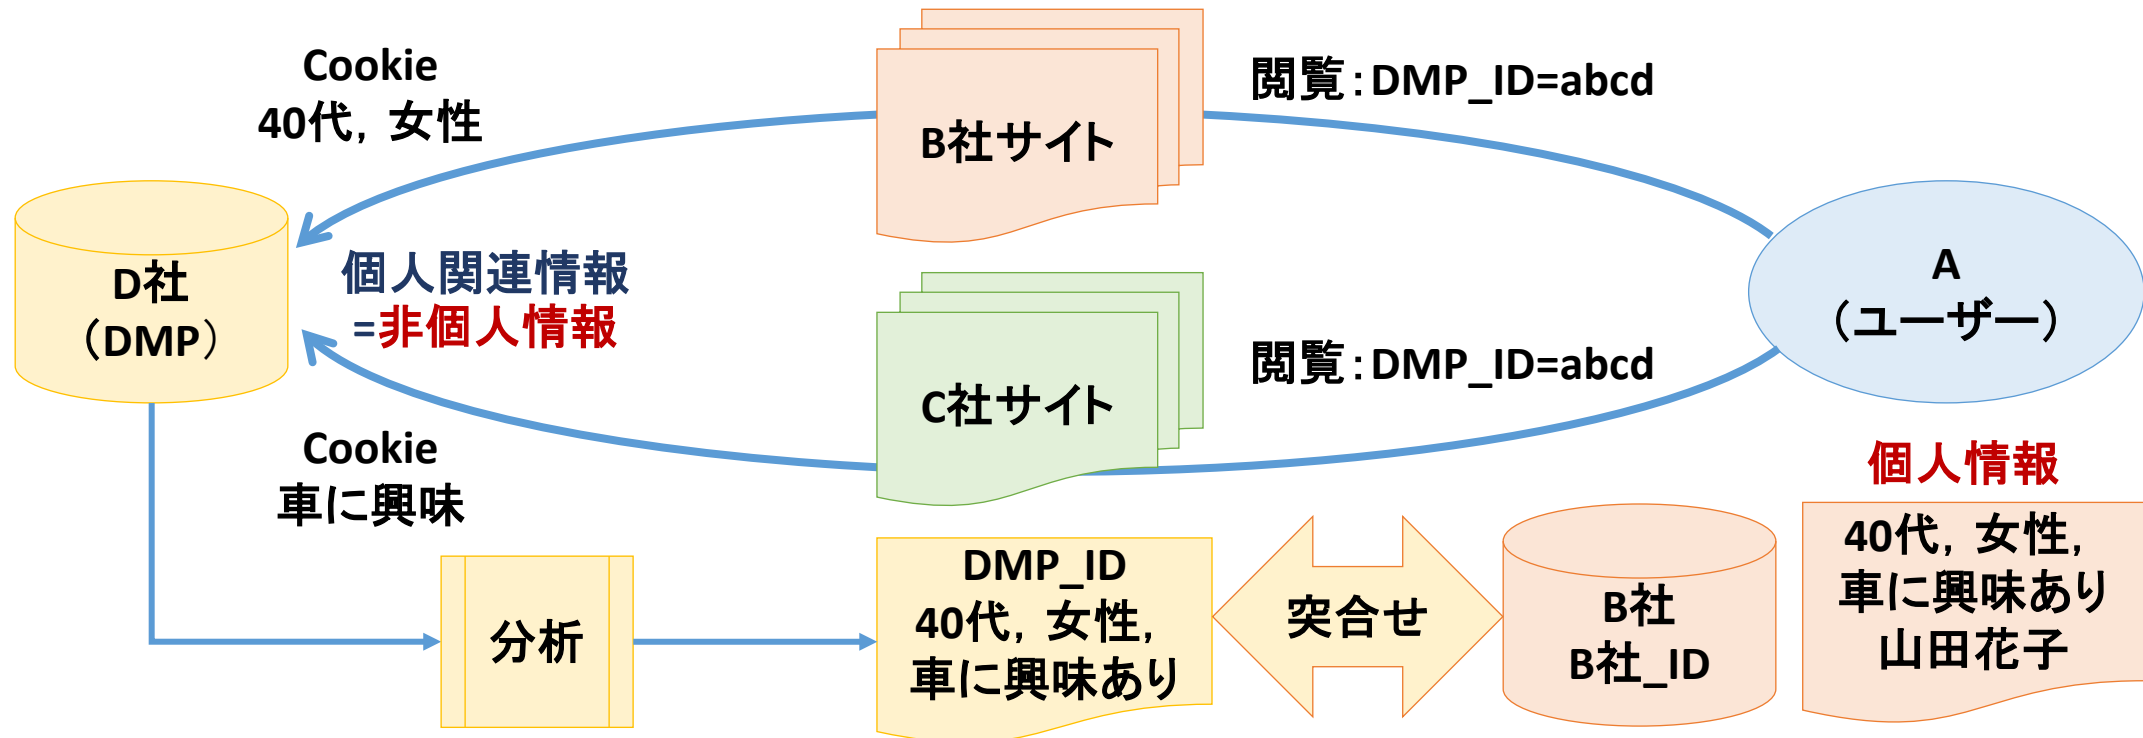 Cookie
40代，女性
B社サイト
閲覧：DMP_ID=abcd
D社
（DMP）
個人関連情報
=非個人情報
A
（ユーザー）
C社サイト
閲覧：DMP_ID=abcd
Cookie
車に興味
分析
DMP_ID
40代，女性，
車に興味あり
突合せ
B社
B社_ID
個人情報
40代，女性，
車に興味あり
山田花子